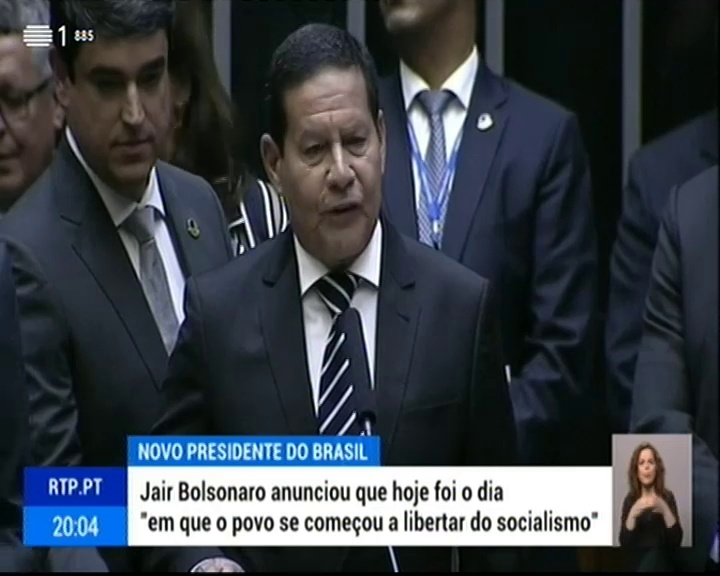 1 885
NOVO PRESIDENTE DO BRASIL
RTP.PT
Jair Bolsonaro anunciou que hoje foi o dia
20:04
"em que o povo se começou a libertar do socialismo"